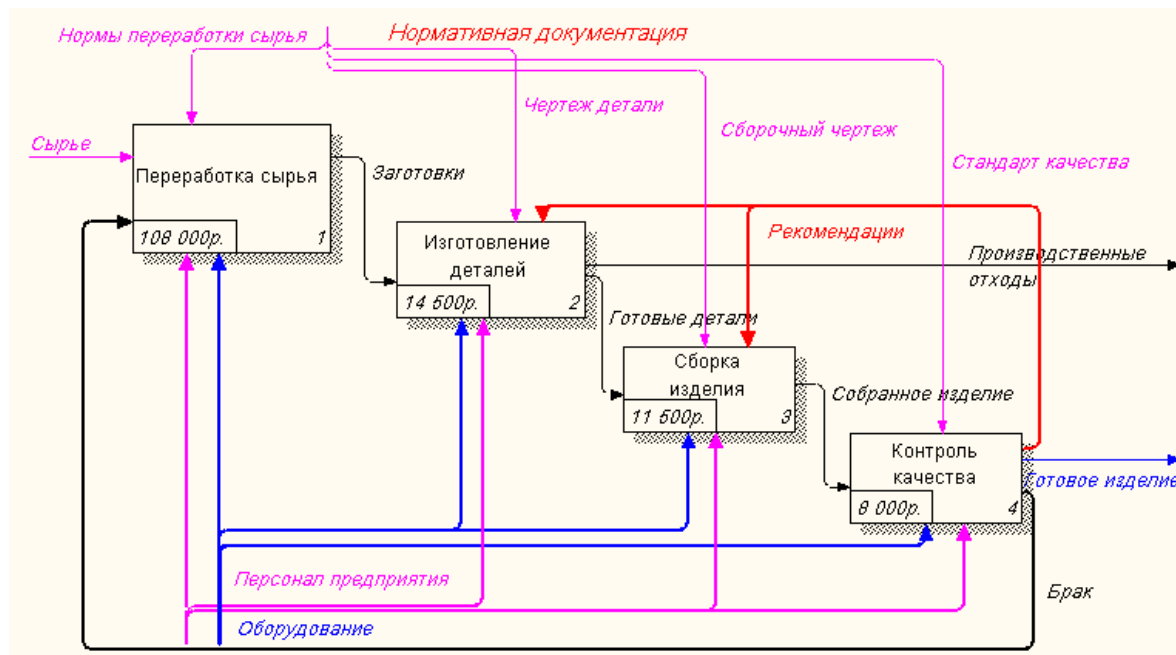 Нормы переработки сырья
Нормативная документация
Чертеж детали
Сборочный чертеж
Сырье
Стандарт качества
Переработка сырья
Заготовки
108 000р.
1
Рекомендации
Изготовление
деталей
Производственные
отходы
14 500р.
2
Готовые детали
Сборка
изделия
Собранное изделие
11 500р.
3
Контроль
качества
Готовое изделие
8 000р.
4
Персонал предприятия
Брак
Оборудование